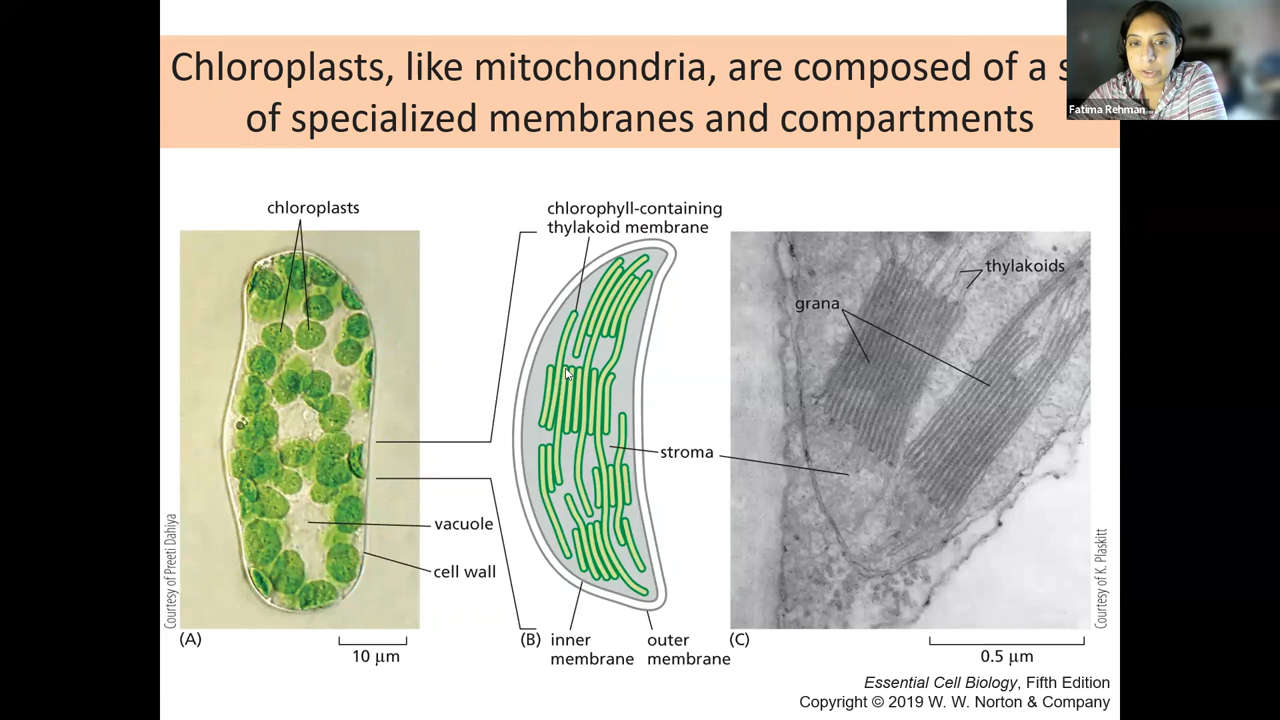 Chloroplasts, like mitochondria, are composed of a
of specialized membranes and compartments
Fatima Rehman
chloroplasts
chlorophyll-containing
thylakoid membrane
thylakoids
grana
stroma
vacuole
cell wall
Courtesy of Preeti Dahiya
Courtesy of K. Plaskitt
(A)
10 μm
(B)
inner
membrane
outer
membrane
(C)
0.5 μm
Essential Cell Biology, Fifth Edition
Copyright © 2019 W. W. Norton & Company